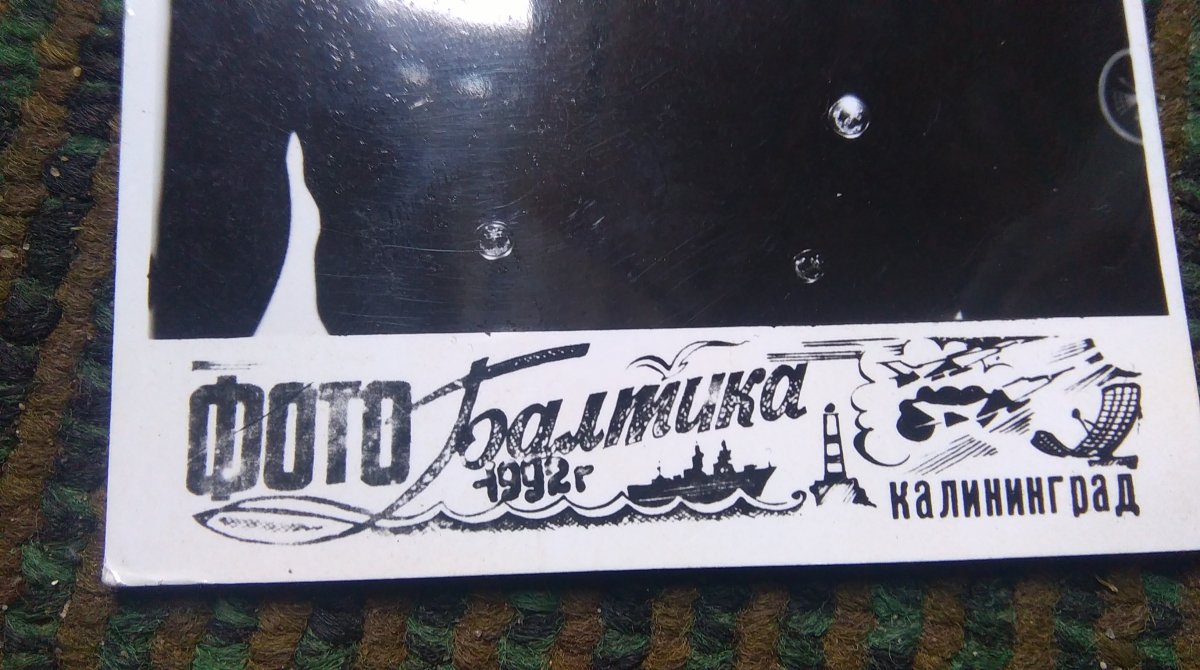 ФОТО Балтика
1992г
Калининград